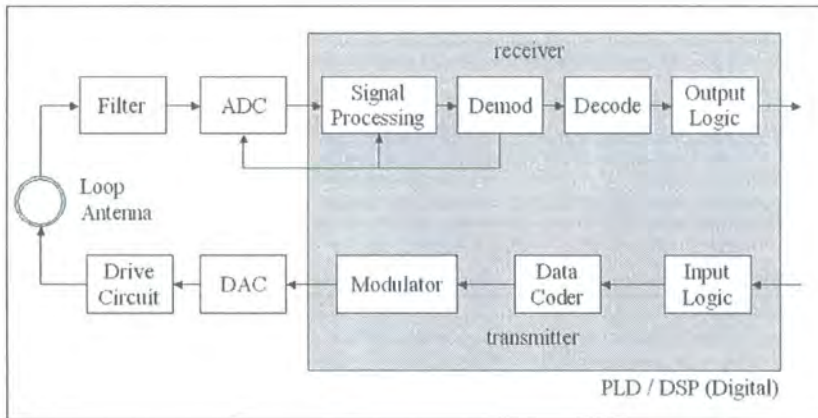 receiver
Filter
ADC
Signal
Processing
Demod
Decode
Output
Logic
Loop
Antenna
Drive
Circuit
DAC
Modulator
Data
Coder
Input
Logic
transmitter
PLD / DSP (Digital)